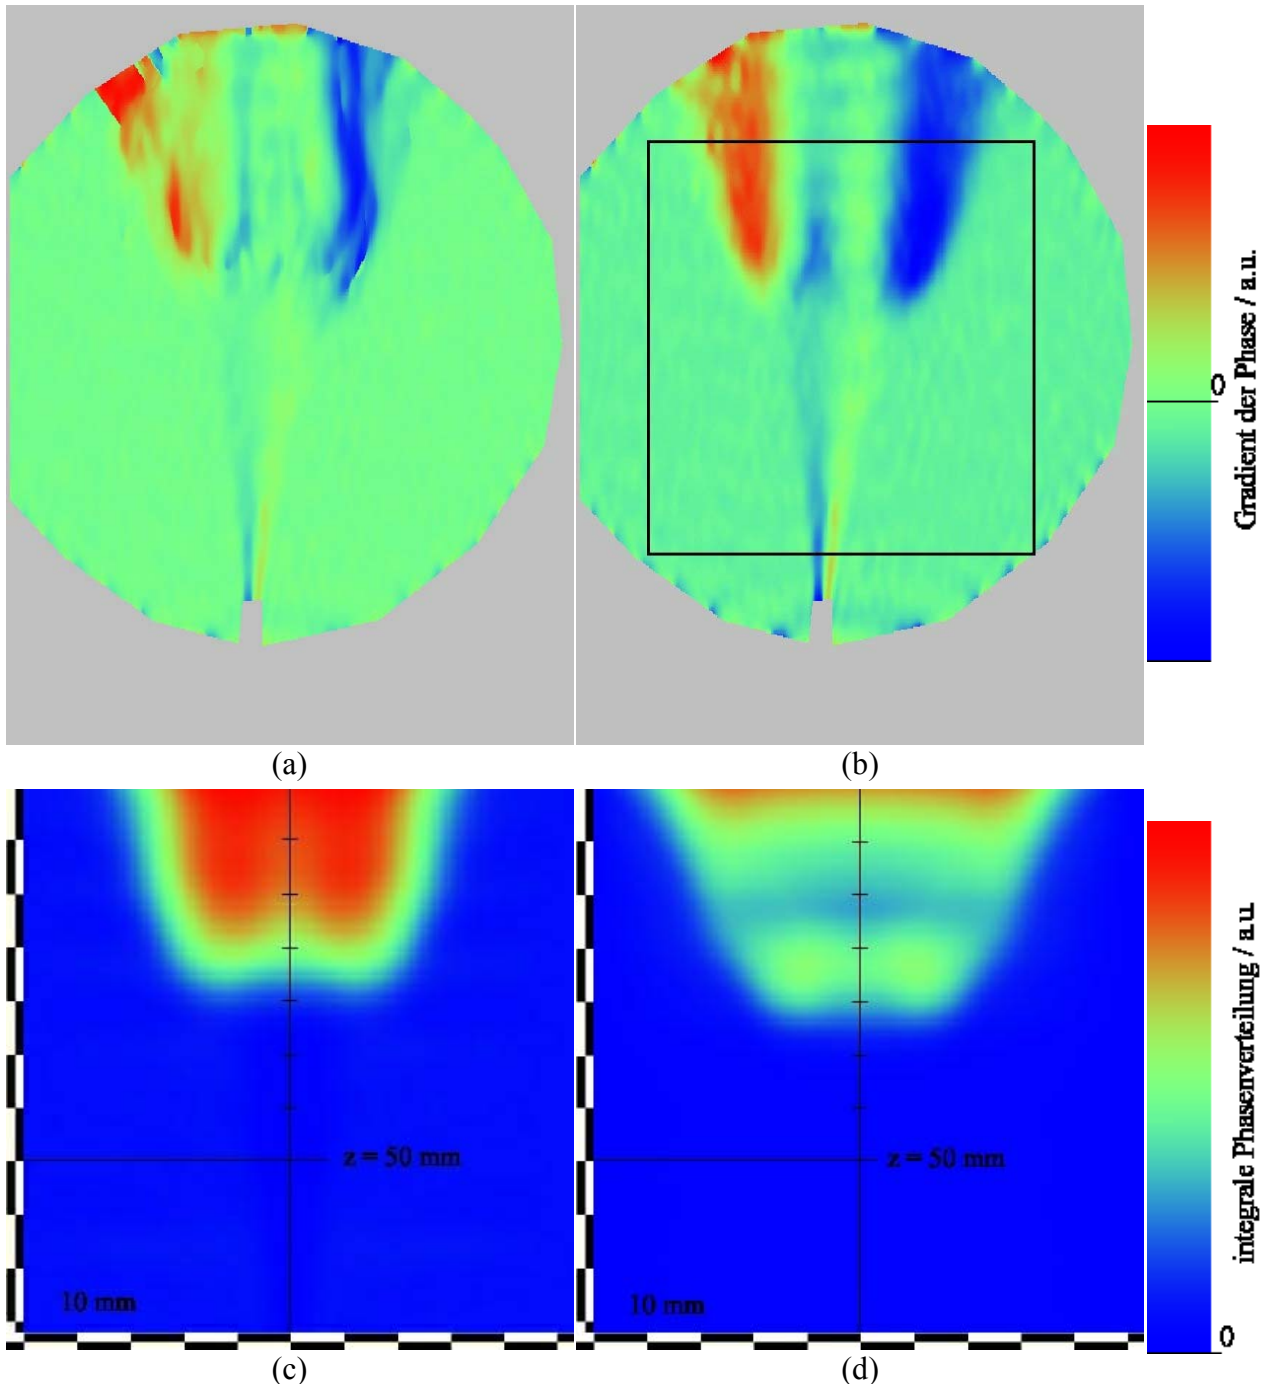 0
Gradient der Phase / a.u.
(a)
(b)
z = 50 mm
10 mm
z = 50 mm
10 mm
0
integrale Phasenverteilung / a.u.
(c)
(d)